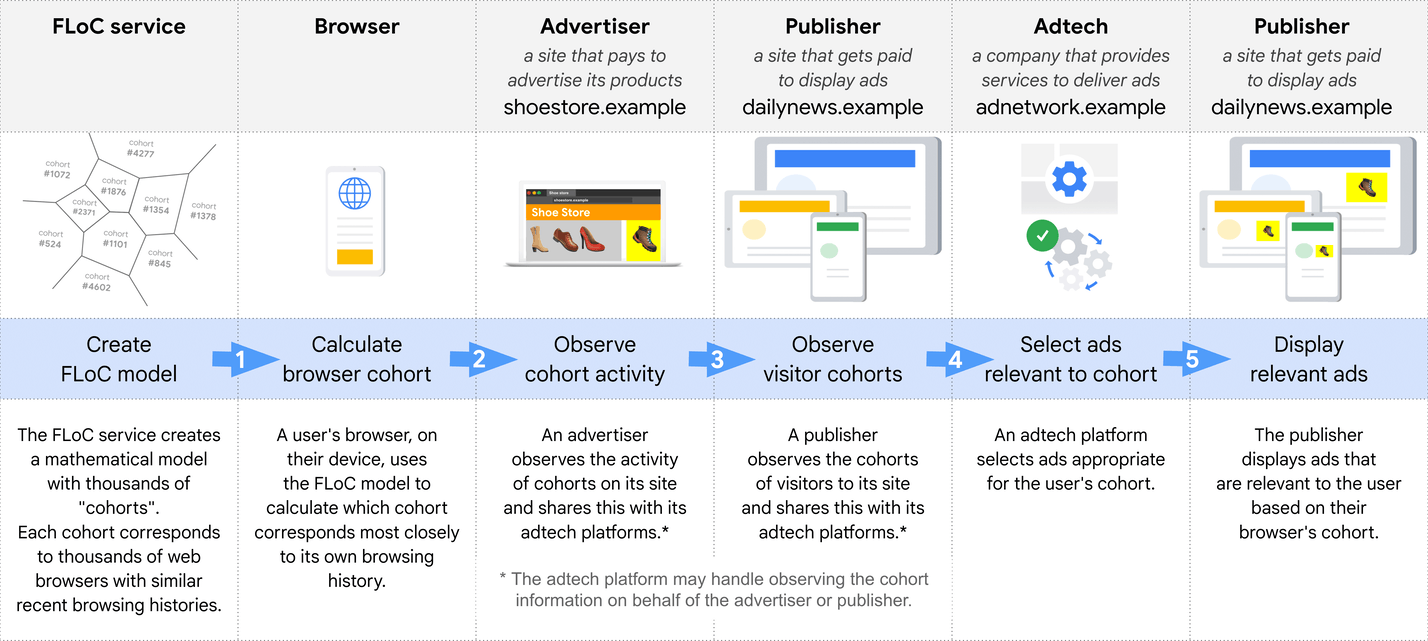 FLoC service
Browser
Advertiser
a site that pays to
advertise its products
shoestore.example
Publisher
a site that gets paid
to display ads
dailynews.example
Adtech
a company that provides
services to deliver ads
adnetwork.example
Publisher
a site that gets paid
to display ads
dailynews.example
cohort
#4277
cohort
#1072
cohort
#1876
cohort
#1354
cohort
#2371
cohort
#1378
cohort
#524
cohort
#1101
cohort
#845
cohort
#4602
Shoe store
shoestore.example
Shoe Store
Create
FLoC model
1
Calculate
browser cohort
2
Observe
cohort activity
3
Observe
visitor cohorts
4
Select ads
relevant to cohort
5
Display
relevant ads
The FLoC service creates
a mathematical model
with thousands of
"cohorts".
Each cohort corresponds
to thousands of web
browsers with similar
recent browsing histories.
A user's browser, on
their device, uses
the FLoC model to
calculate which cohort
corresponds most closely
to its own browsing
history.
An advertiser
observes the activity
of cohorts on its site
and shares this with its
adtech platforms.*
A publisher
observes the cohorts
of visitors to its site
and shares this with its
adtech platforms.*
* The adtech platform may handle observing the cohort
information on behalf of the advertiser or publisher.
An adtech platform
selects ads appropriate
for the user's cohort.
The publisher
displays ads that
are relevant to the user
based on their
browser's cohort.